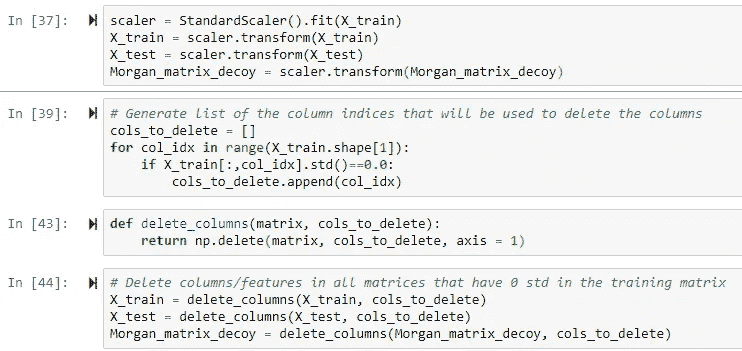 In [37]:
scaler = StandardScaler().fit(X_train)
X_train = scaler.transform(X_train)
X_test = scaler.transform(X_test)
Morgan_matrix_decoy = scaler.transform(Morgan_matrix_decoy)
In [39]:
# Generate list of the column indices that will be used to delete the columns
cols_to_delete = []
for col_idx in range(X_train.shape[1]):
    if X_train[:,col_idx].std()==0.0:
        cols_to_delete.append(col_idx)
In [43]:
def delete_columns(matrix, cols_to_delete):
    return np.delete(matrix, cols_to_delete, axis = 1)
In [44]:
# Delete columns/features in all matrices that have 0 std in the training matrix
X_train = delete_columns(X_train, cols_to_delete)
X_test = delete_columns(X_test, cols_to_delete)
Morgan_matrix_decoy = delete_columns(Morgan_matrix_decoy, cols_to_delete)